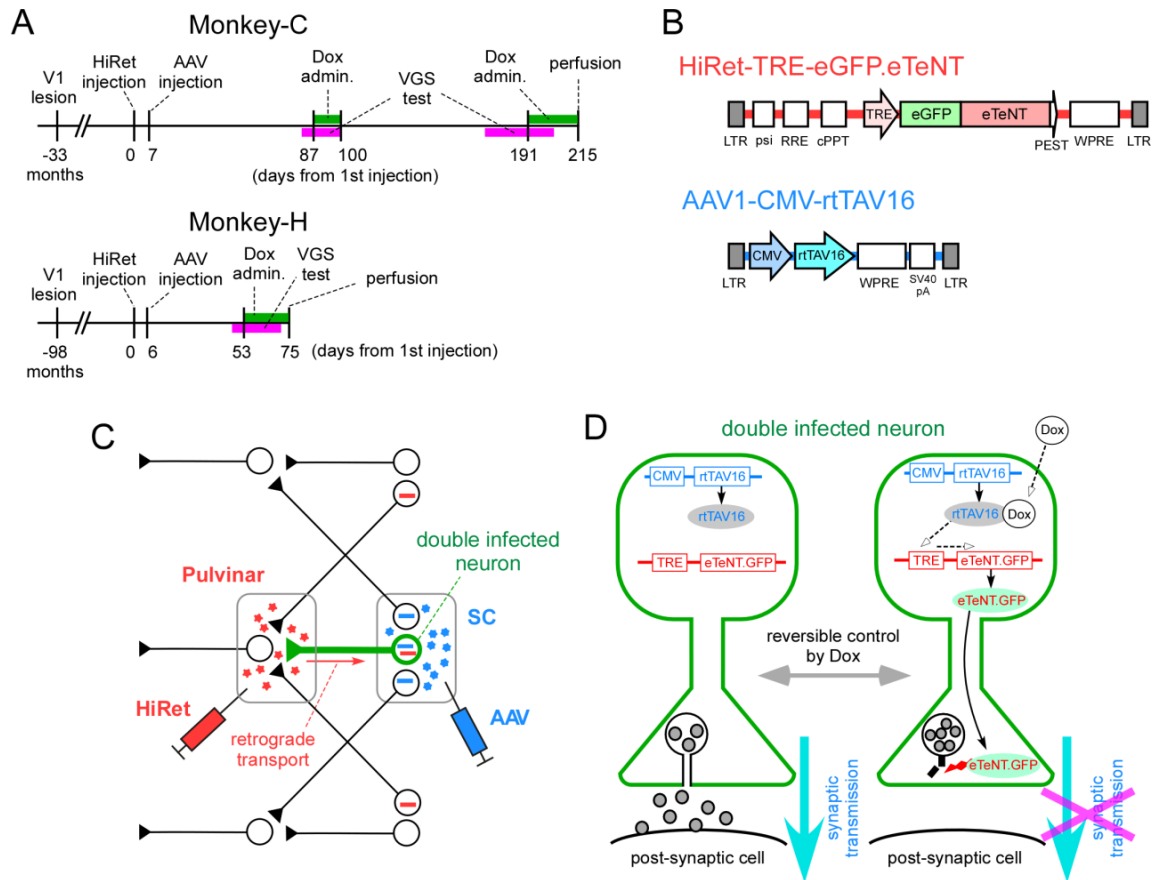 A
Monkey-C
V1
lesion
HiRet
injection
AAV
injection
Dox
admin.
VGS
test
Dox
admin.
perfusion
-33
months
0
7
87
100
191
215
(days from 1st injection)
Monkey-H
V1
lesion
HiRet
injection
AAV
injection
Dox
admin.
VGS
test
perfusion
-98
months
0
6
53
75
(days from 1st injection)
B
HiRet-TRE-eGFP.eTeNT
TRE
eGFP
eTeNT
LTR
psi
RRE
cPPT
PEST
WPRE
LTR
AAV1-CMV-rtTAV16
CMV
rtTAV16
LTR
WPRE
SV40
pA
LTR
C
double infected
neuron
Pulvinar
SC
HiRet
retrograde
transport
AAV
D
double infected neuron
Dox
CMV
rtTAV16
rtTAV16
TRE
eTeNT.GFP
CMV
rtTAV16
rtTAV16
Dox
TRE
eTeNT.GFP
eTeNT.GFP
reversible control
by Dox
eTeNT.GFP
synaptic
transmission
synaptic
transmission
post-synaptic cell
post-synaptic cell